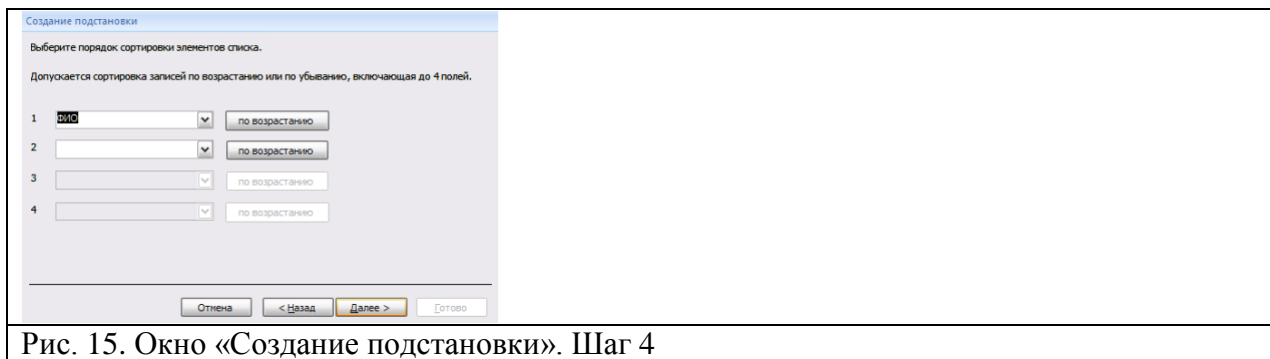 Создание подстановки
Выберите порядок сортировки элементов списка.
Допускается сортировка записей по возрастанию или по убыванию, включающая до 4 полей.
1 ФИО по возрастанию
2 по возрастанию
3 по возрастанию
4 по возрастанию
Отмена < Назад Далее > Готово
Рис. 15. Окно «Создание подстановки». Шаг 4